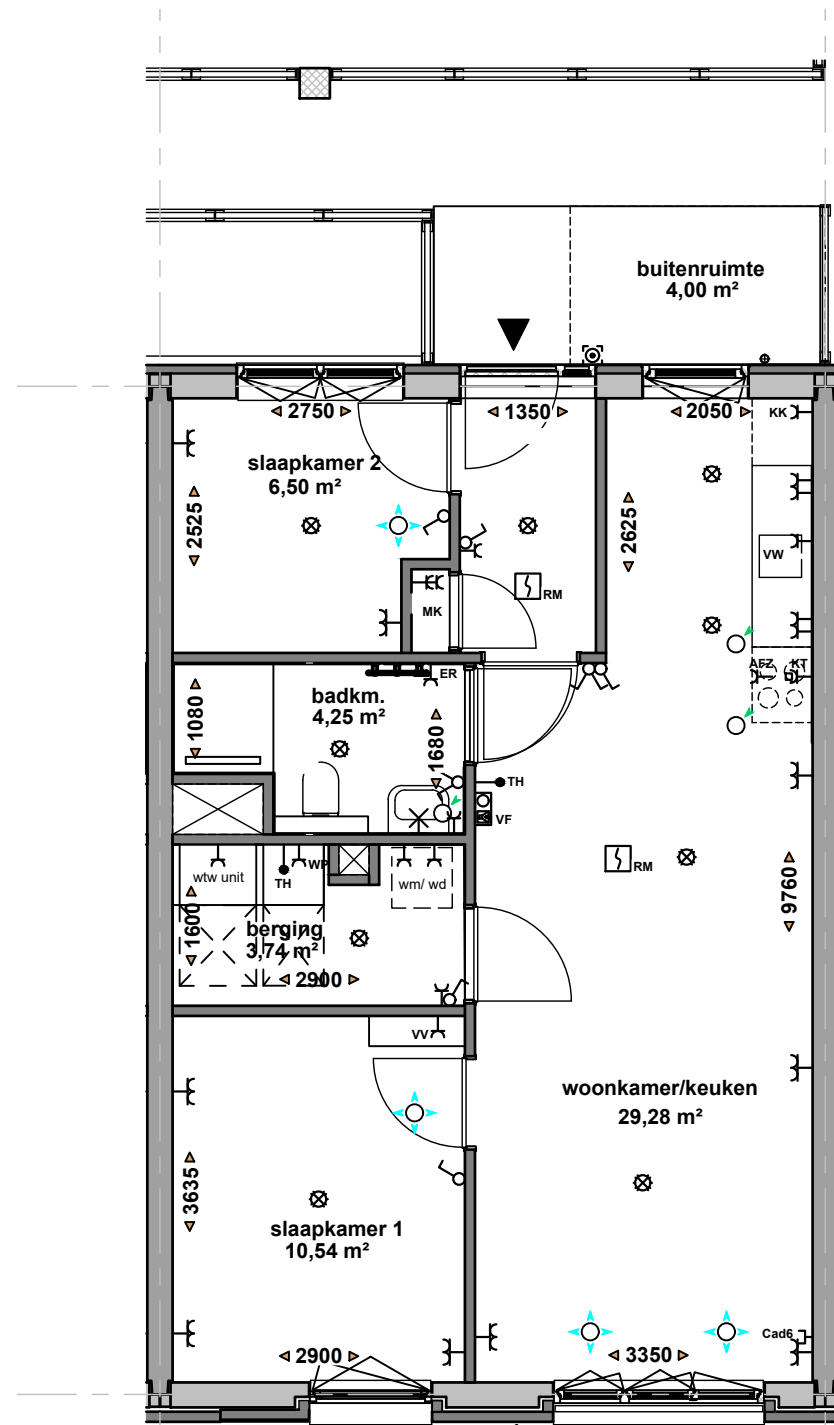 buitenruimte
4,00 m²
2750
1350
2050
KK
slaapkamer 2
6,50 m²
2525
2625
VW
MK
RM
AFZ
KT
ER
badkm.
4,25 m²
1080
1680
TH
VF
wtw unit
TH
WP
wm/ wd
RM
9760
1600
berging
3,74 m²
2900
VV
woonkamer/keuken
29,28 m²
3635
slaapkamer 1
10,54 m²
Cad6
2900
3350